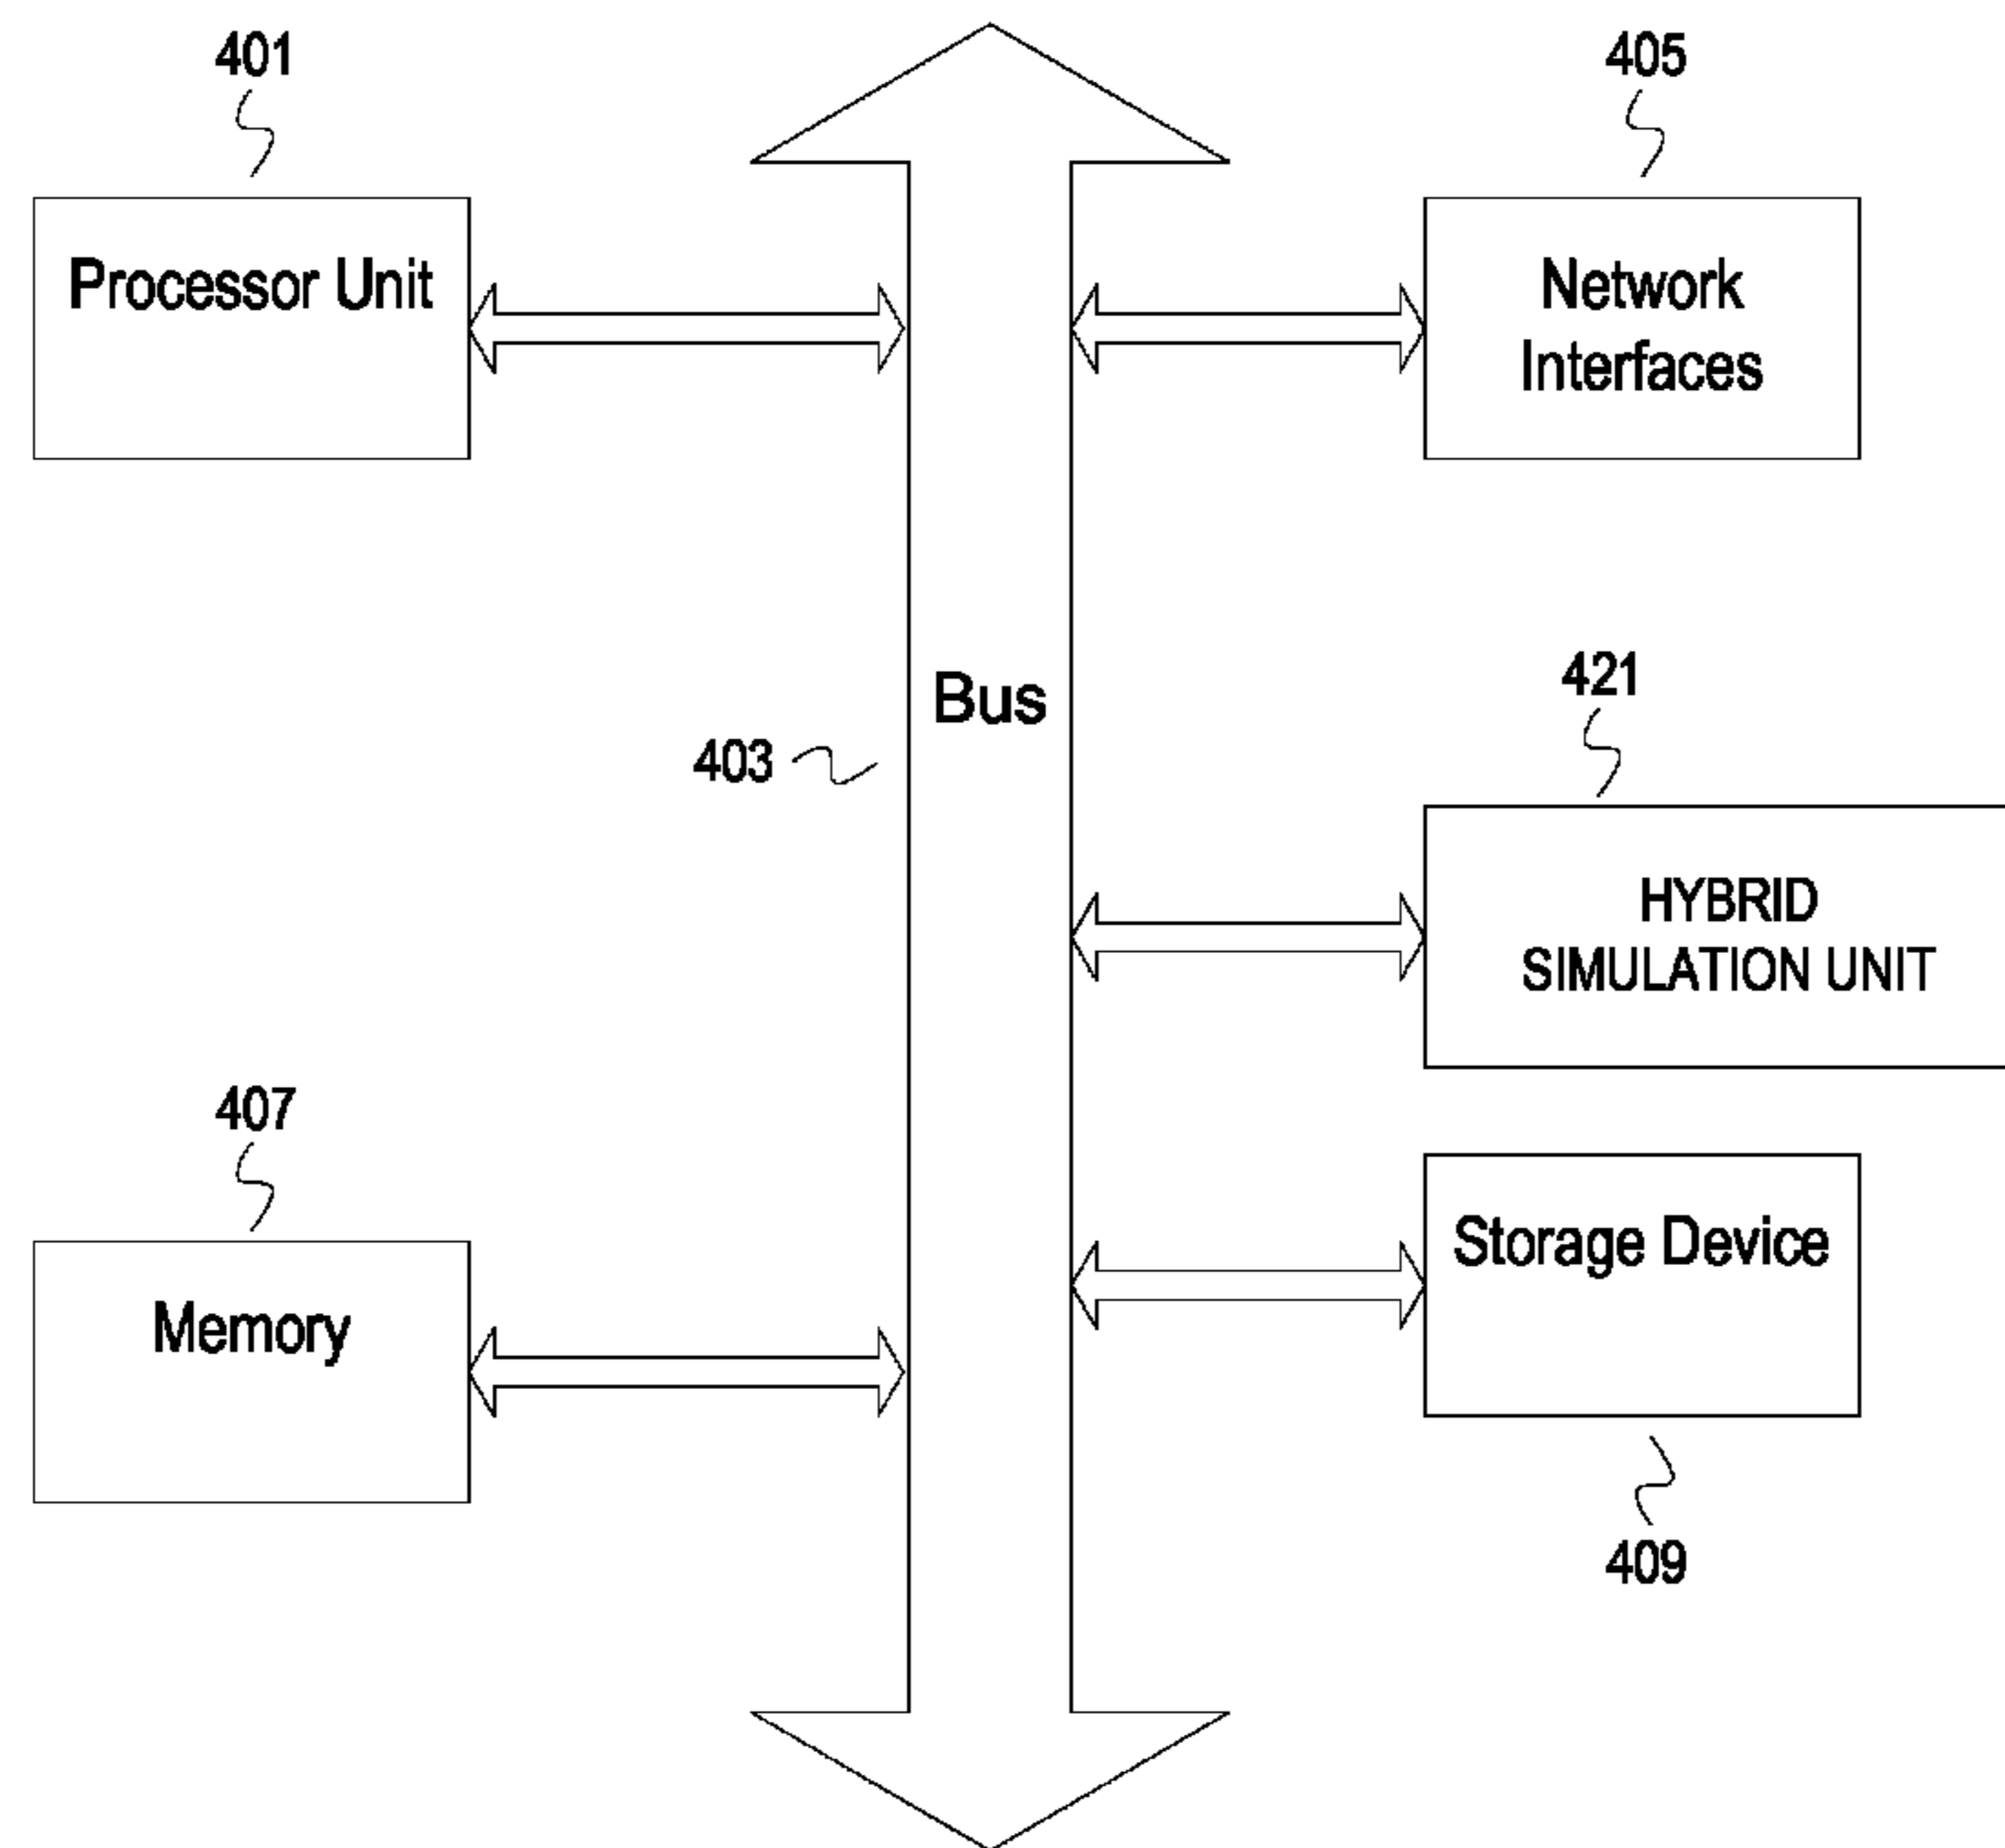 401
405
Processor Unit
Network
Interfaces
Bus
403
421
HYBRID
SIMULATION UNIT
407
Memory
Storage Device
409